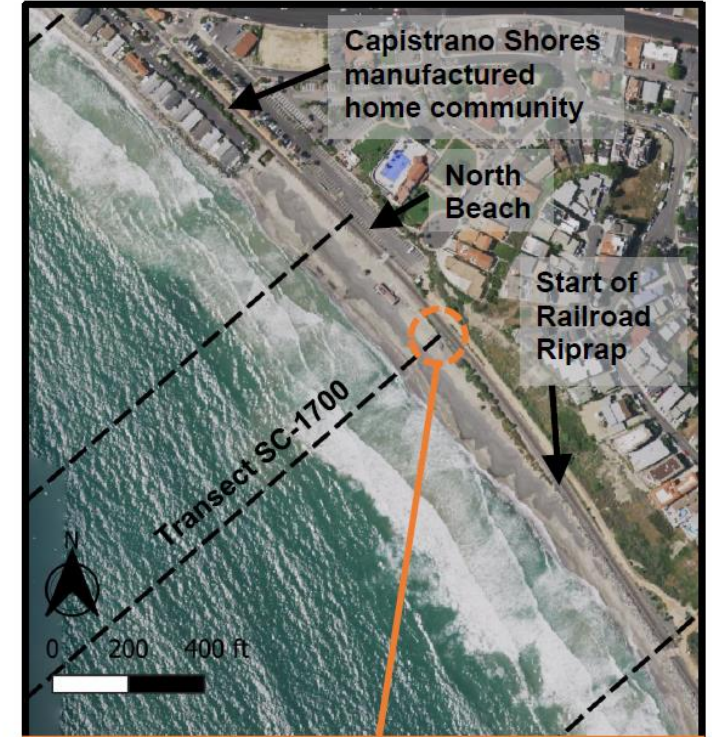 Capistrano Shores
manufactured
home community
North
Beach
Start of
Railroad
Riprap
Transect SC-1700
N
0 200 400 ft